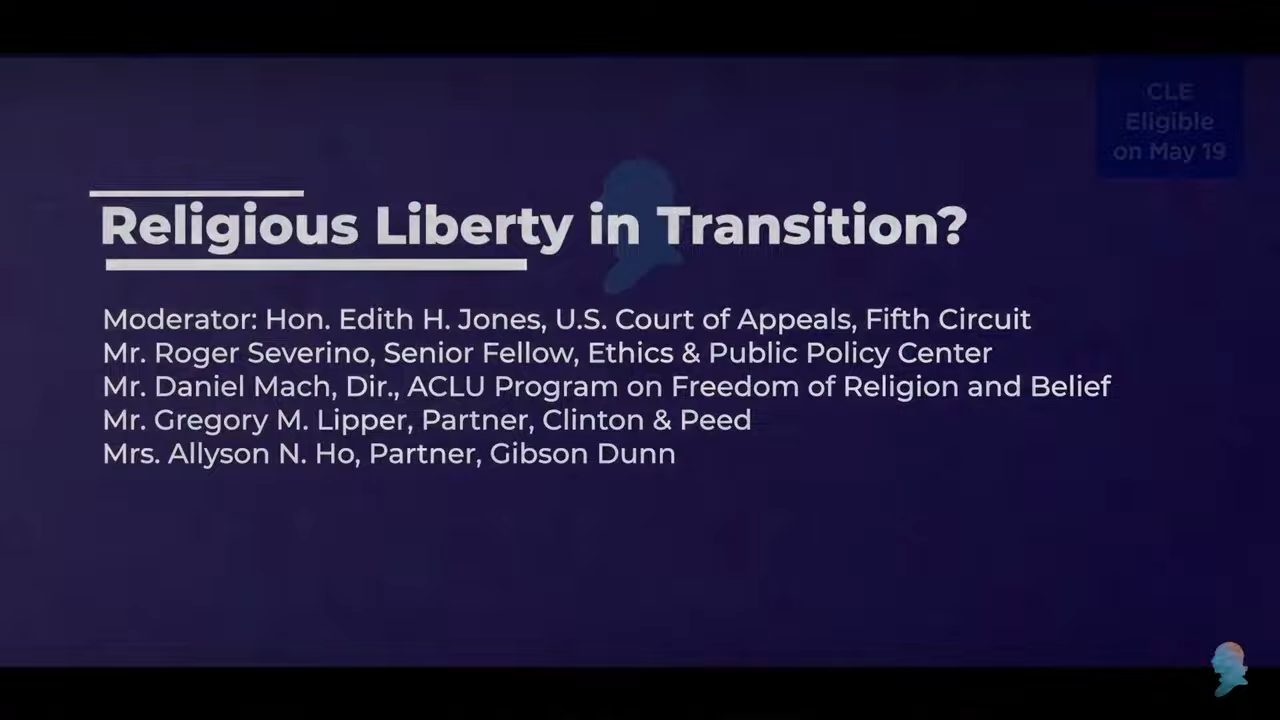 CLE
Eligible
on May 19
Religious Liberty in Transition?
Moderator: Hon. Edith H. Jones, U.S. Court of Appeals, Fifth Circuit
Mr. Roger Severino, Senior Fellow, Ethics & Public Policy Center
Mr. Daniel Mach, Dir., ACLU Program on Freedom of Religion and Belief
Mr. Gregory M. Lipper, Partner, Clinton & Peed
Mrs. Allyson N. Ho, Partner, Gibson Dunn